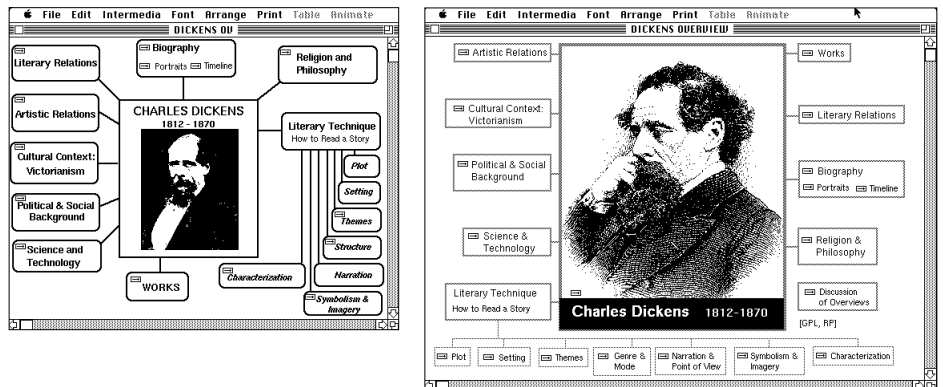 File Edit Intermedia Font Arrange Print Table Animate
DICKENS OV
Literary Relations
Biography
Portraits Timeline
Religion and
Philosophy
Artistic Relations
CHARLES DICKENS
1812 - 1870
Literary Technique
How to Read a Story
Cultural Context:
Victorianism
Plot
Setting
Political & Social
Background
Themes
Structure
Science and
Technology
Characterization
Narration
WORKS
Symbolism &
Imagery
File Edit Intermedia Font Arrange Print Table Animate
DICKENS OVERVIEW
Artistic Relations
Works
Cultural Context:
Victorianism
Literary Relations
Political & Social
Background
Biography
Portraits Timeline
Science &
Technology
Religion &
Philosophy
Literary Technique
How to Read a Story
Discussion
of Overviews
Charles Dickens 1812-1870
[GPL, RP]
Plot
Setting
Themes
Genre &
Mode
Narration &
Point of View
Symbolism &
Imagery
Characterization